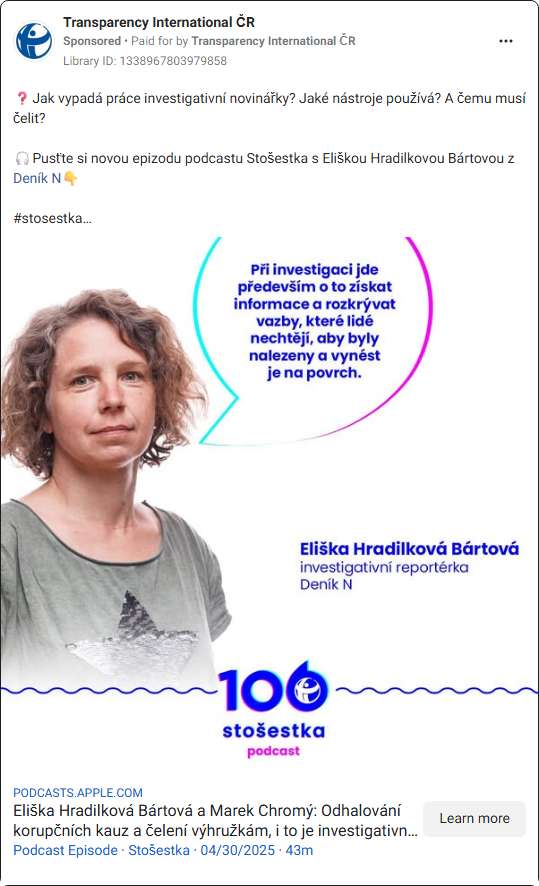 Transparency International ČR
Sponsored • Paid for by Transparency International ČR
Library ID: 1338967803979858
❓ Jak vypadá práce investigativní novinářky? Jaké nástroje používá? A čemu musí
čelit?
🎧 Pusťte si novou epizodu podcastu Stošestka s Eliškou Hradilkovou Bártovou z
Deník N👇
#stosestka...
Při investigaci jde
především o to získat
informace a rozkrývat
vazby, které lidé
nechtějí, aby byly
nalezeny a vynést
je na povrch.
Eliška Hradilková Bártová
investigativní reportérka
Deník N
106
stošestka
podcast
PODCASTS.APPLE.COM
Eliška Hradilková Bártová a Marek Chromý: Odhalování
korupčních kauz a čelení výhružkám, i to je investigativn...
Learn more
Podcast Episode · Stošestka · 04/30/2025 · 43m